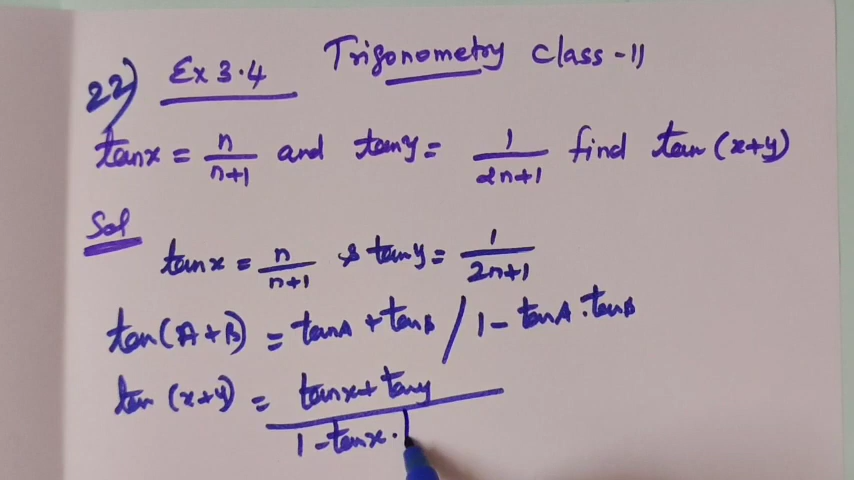 22) Ex 3.4 Trigonometry class-11
tanx = n/n+1 and tany = 1/2n+1 find tan (x+y)
Sol
tanx = n/n+1 & tany = 1/2n+1
tan(A+B) = tanA + tanB / 1 - tanA . tanB
tan (x+y) = tanx + tany
1 - tanx .